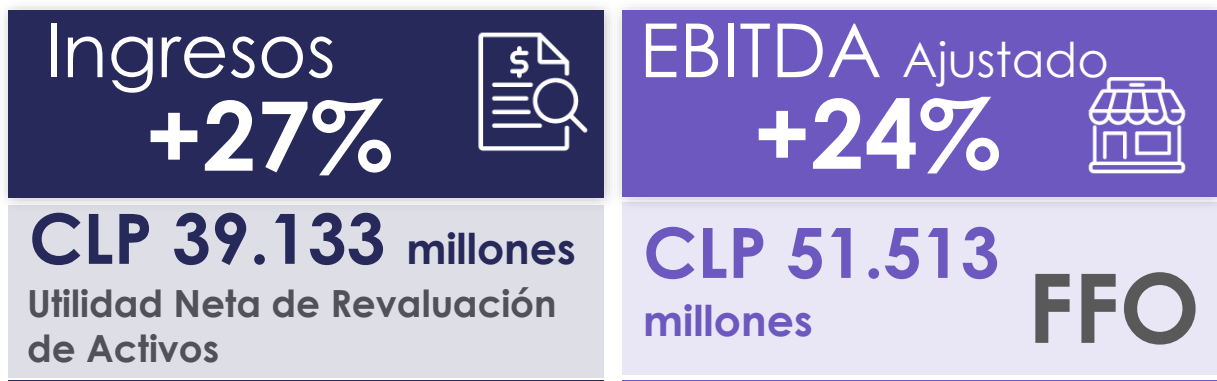 Ingresos
+27%
EBITDA Ajustado
+24%
CLP 39.133 millones
Utilidad Neta de Revaluación
de Activos
CLP 51.513
millones
FFO